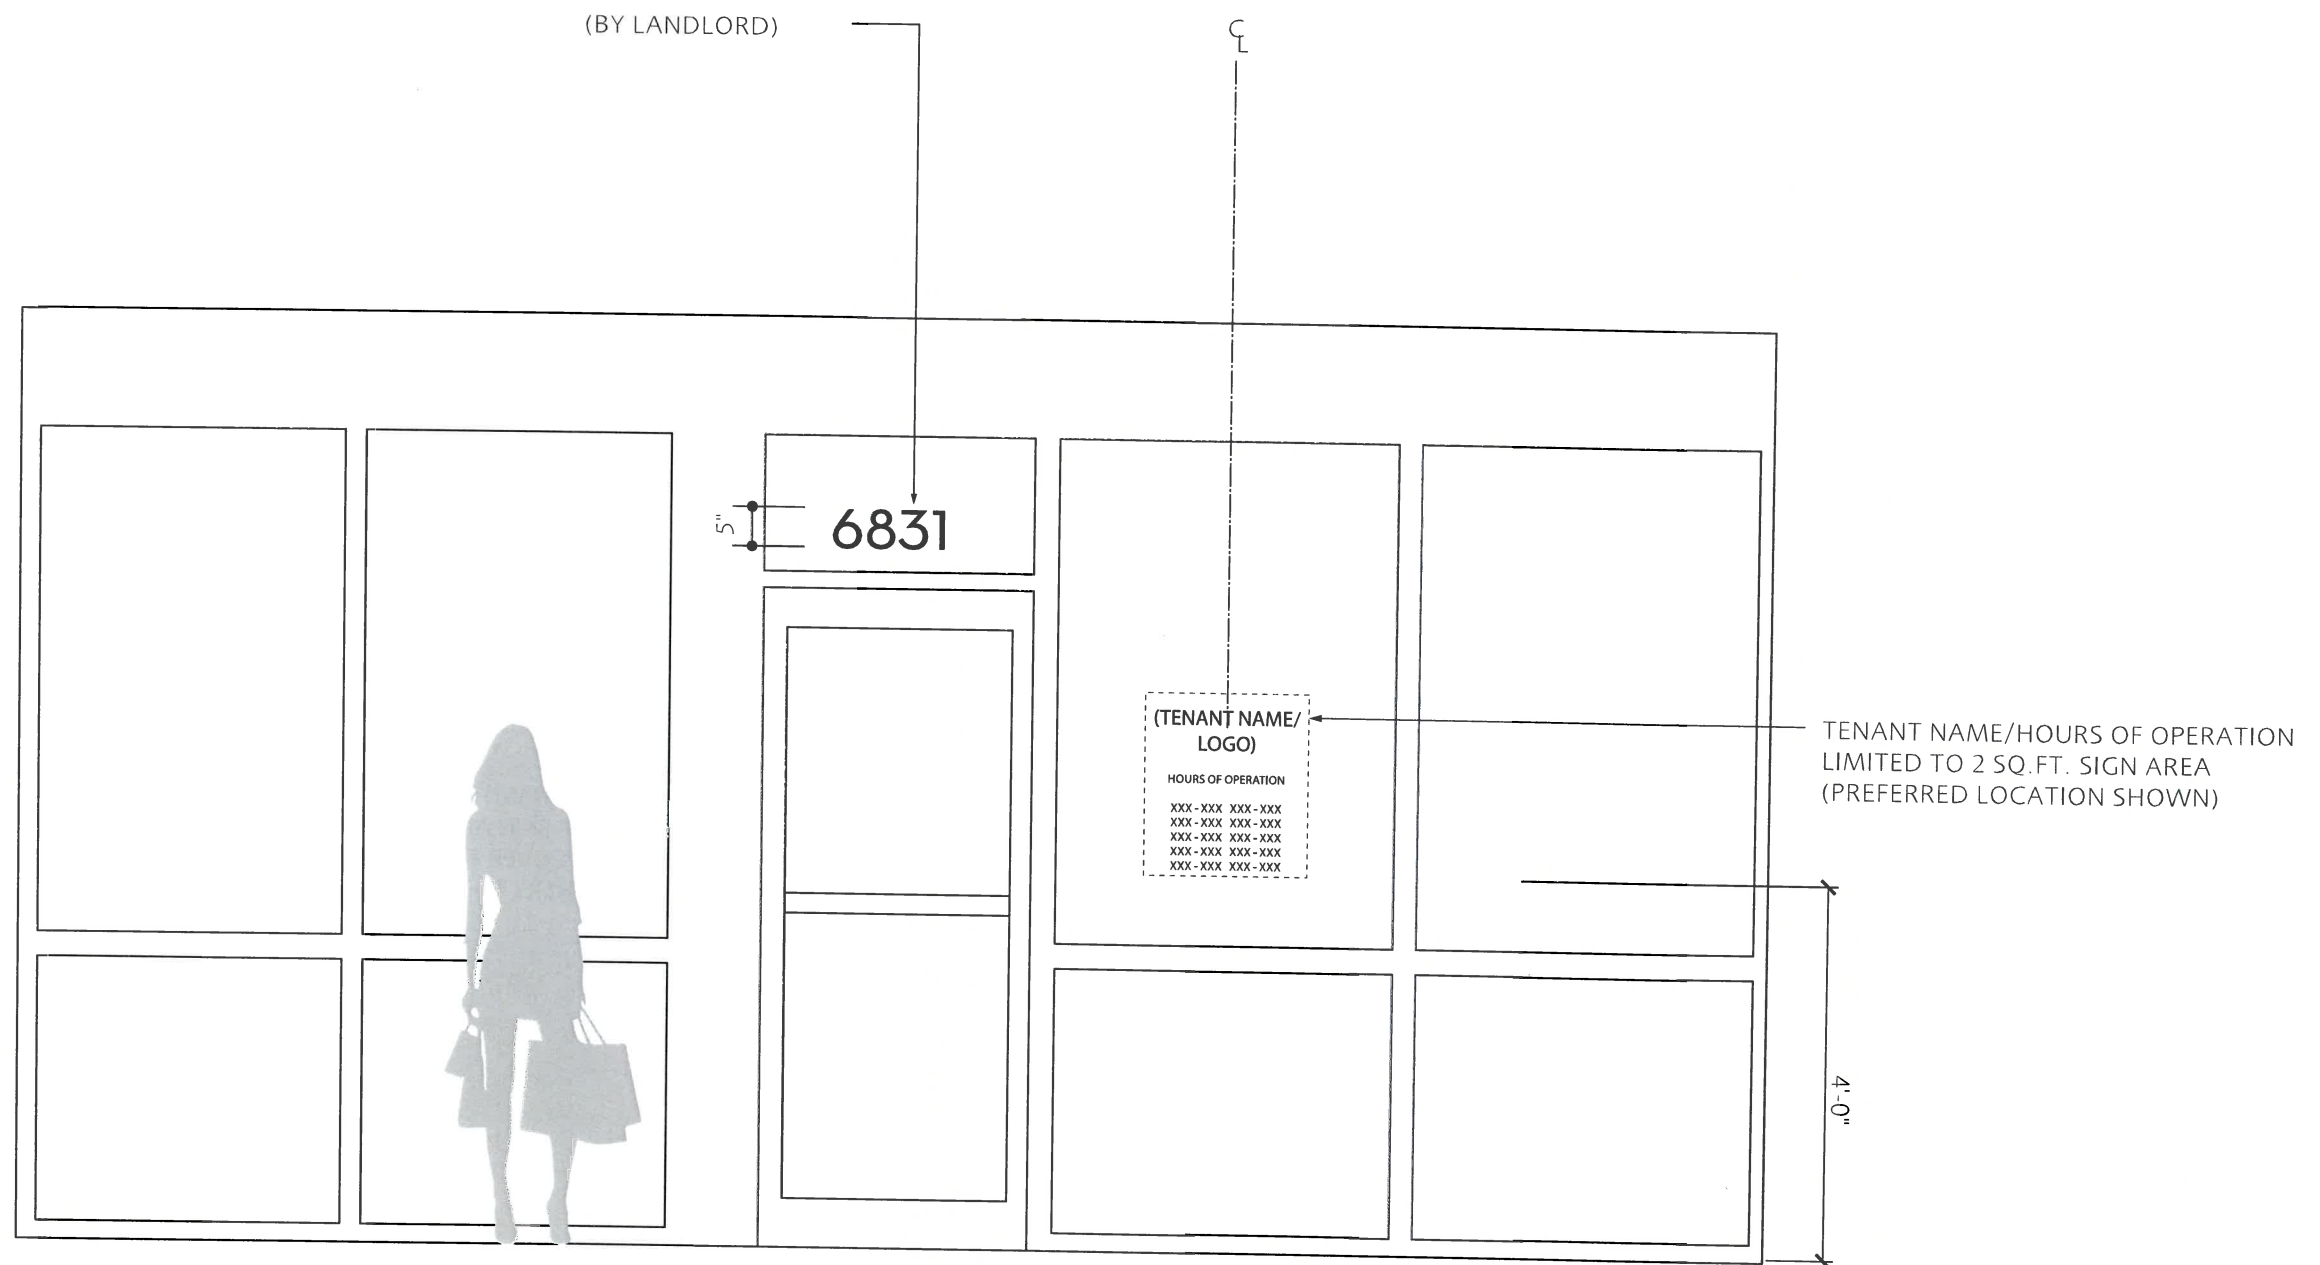 (BY LANDLORD)
CL
5"
6831
(TENANT NAME/
LOGO)
HOURS OF OPERATION
XXX-XXX XXX-XXX
XXX-XXX XXX-XXX
XXX-XXX XXX-XXX
XXX-XXX XXX-XXX
XXX-XXX XXX-XXX
TENANT NAME/HOURS OF OPERATION
LIMITED TO 2 SQ.FT. SIGN AREA
(PREFERRED LOCATION SHOWN)
4'-0"